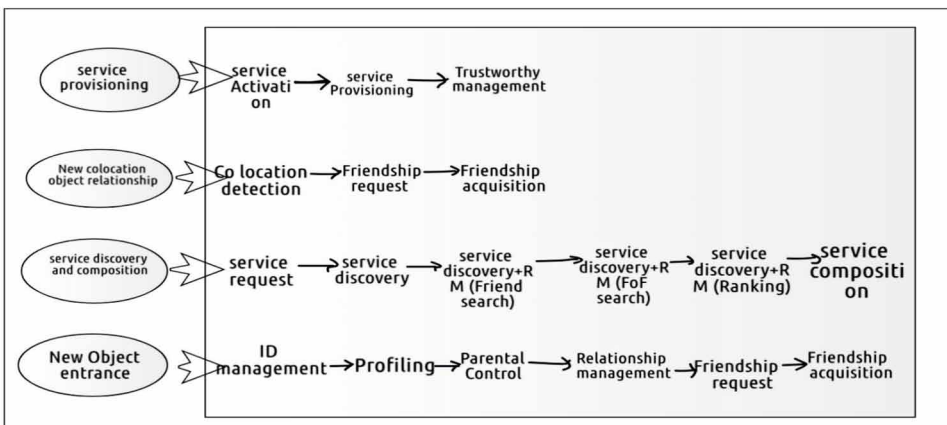 service
provisioning
service
Activati
on
service
Provisioning
Trustworthy
management
New colocation
object relationship
Co location
detection
Friendship
request
Friendship
acquisition
service discovery
and composition
service
request
service
discovery
service
discovery+R
M (Friend
search)
service
discovery+R
M (FoF
search)
service
discovery+R
M (Ranking)
service
compositi
on
New Object
entrance
ID
management
Profiling
Parental
Control
Relationship
management
Friendship
request
Friendship
acquisition